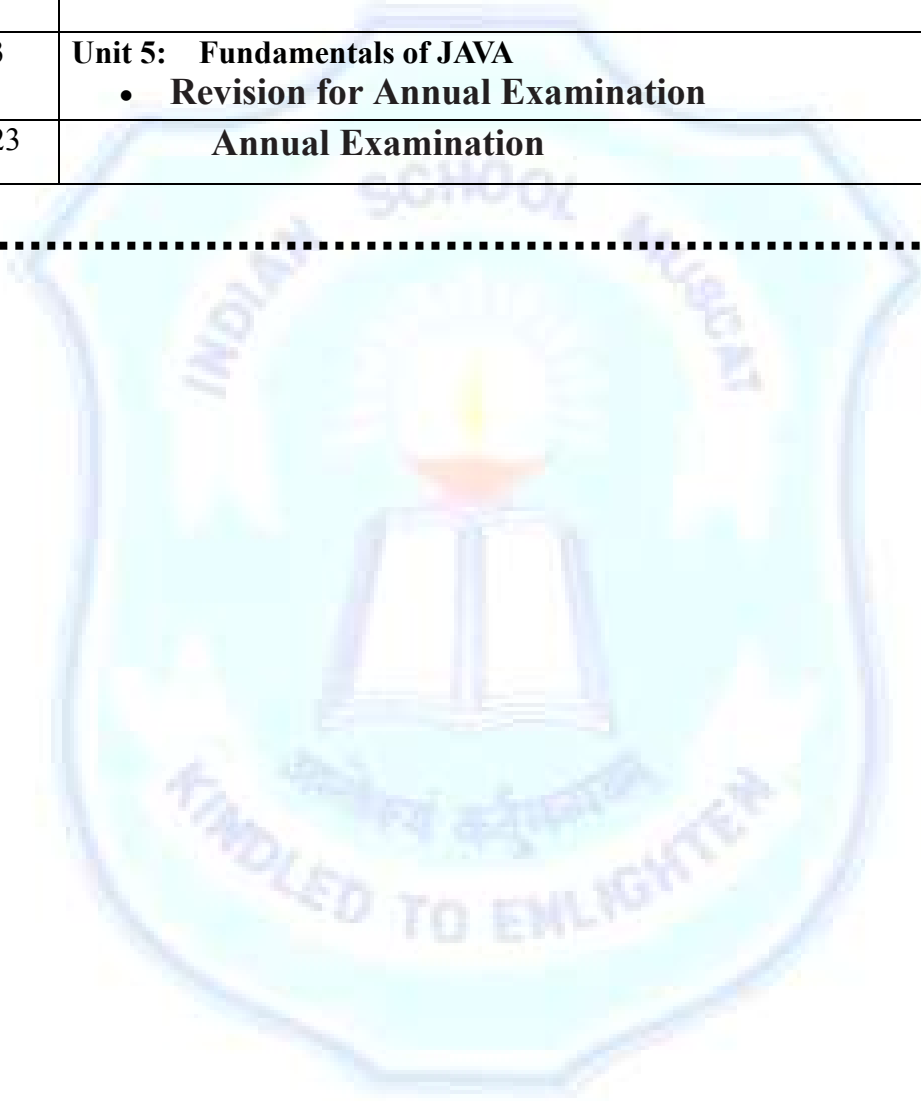 3
Unit 5: Fundamentals of JAVA
• Revision for Annual Examination
23
Annual Examination
INDIAN SCHOOL MUSCAT
KINDLED TO ENLIGHTEN